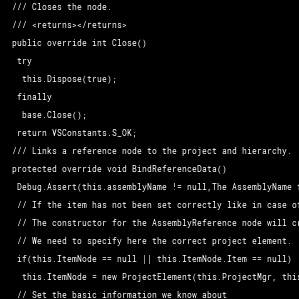 /// Closes the node.
/// <returns></returns>
public override int Close()
try
this.Dispose(true);
finally
base.Close();
return VSConstants.S_OK;
/// Links a reference node to the project and hierarchy.
protected override void BindReferenceData()
Debug.Assert(this.assemblyName != null,The AssemblyName
// If the item has not been set correctly like in case of
// The constructor for the AssemblyReference node will
// We need to specify here the correct project element.
if(this.ItemNode == null || this.ItemNode.Item == null)
this.ItemNode = new ProjectElement(this.ProjectMgr,
// Set the basic information we know about